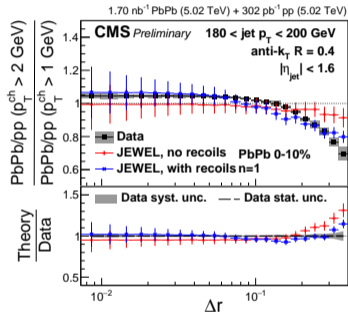 1.70 nb⁻¹ PbPb (5.02 TeV) + 302 pb⁻¹ pp (5.02 TeV)
CMS Preliminary
180 < jet p_T < 200 GeV
anti-k_T R = 0.4
|η_jet| < 1.6
PbPb/pp (p_T^ch > 2 GeV)
PbPb/pp (p_T^ch > 1 GeV)
1.4
1.2
1
0.8
0.6
Data
JEWEL, no recoils PbPb 0-10%
JEWEL, with recoils n=1
Theory
Data
1.5
1
0.5
Data syst. unc.
Data stat. unc.
10⁻²
10⁻¹
Δr